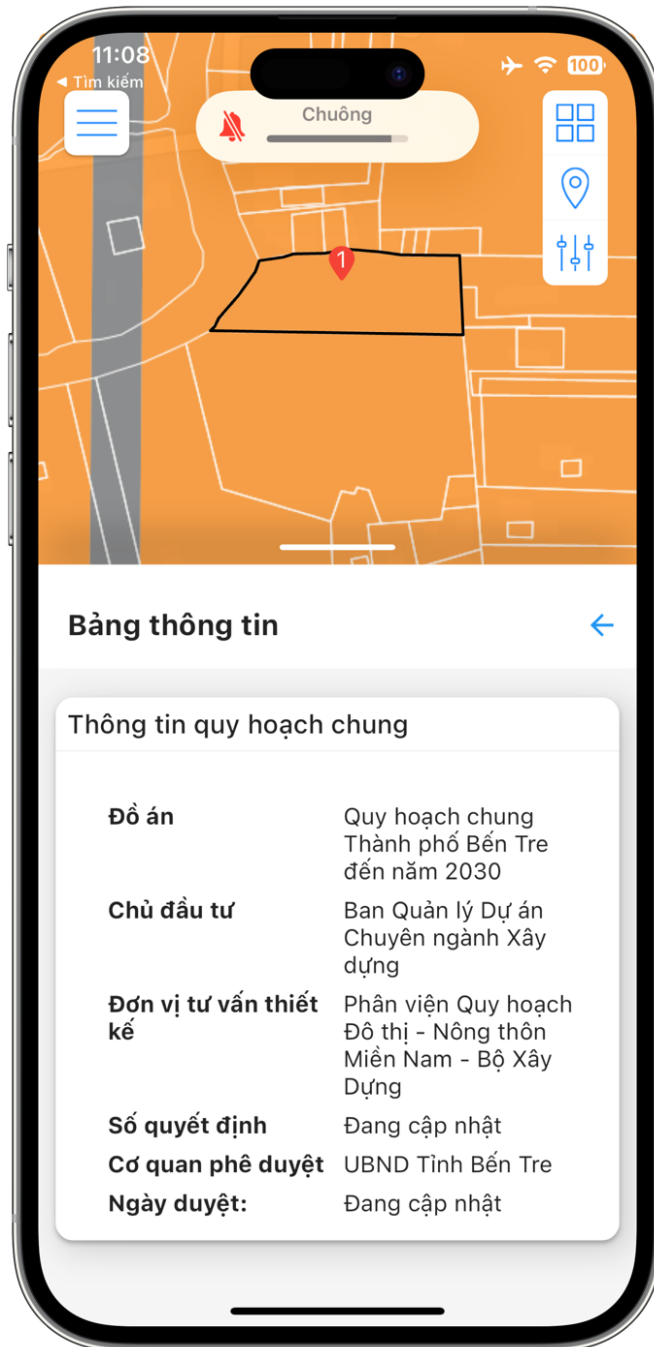 11:08
◀ Tìm kiếm
100
Chuông
1
Bảng thông tin
Thông tin quy hoạch chung
Đồ án
Quy hoạch chung
Thành phố Bến Tre
đến năm 2030
Chủ đầu tư
Ban Quản lý Dự án
Chuyên ngành Xây
dựng
Đơn vị tư vấn thiết
kế
Phân viện Quy hoạch
Đô thị - Nông thôn
Miền Nam - Bộ Xây
Dựng
Số quyết định
Đang cập nhật
Cơ quan phê duyệt
UBND Tỉnh Bến Tre
Ngày duyệt:
Đang cập nhật